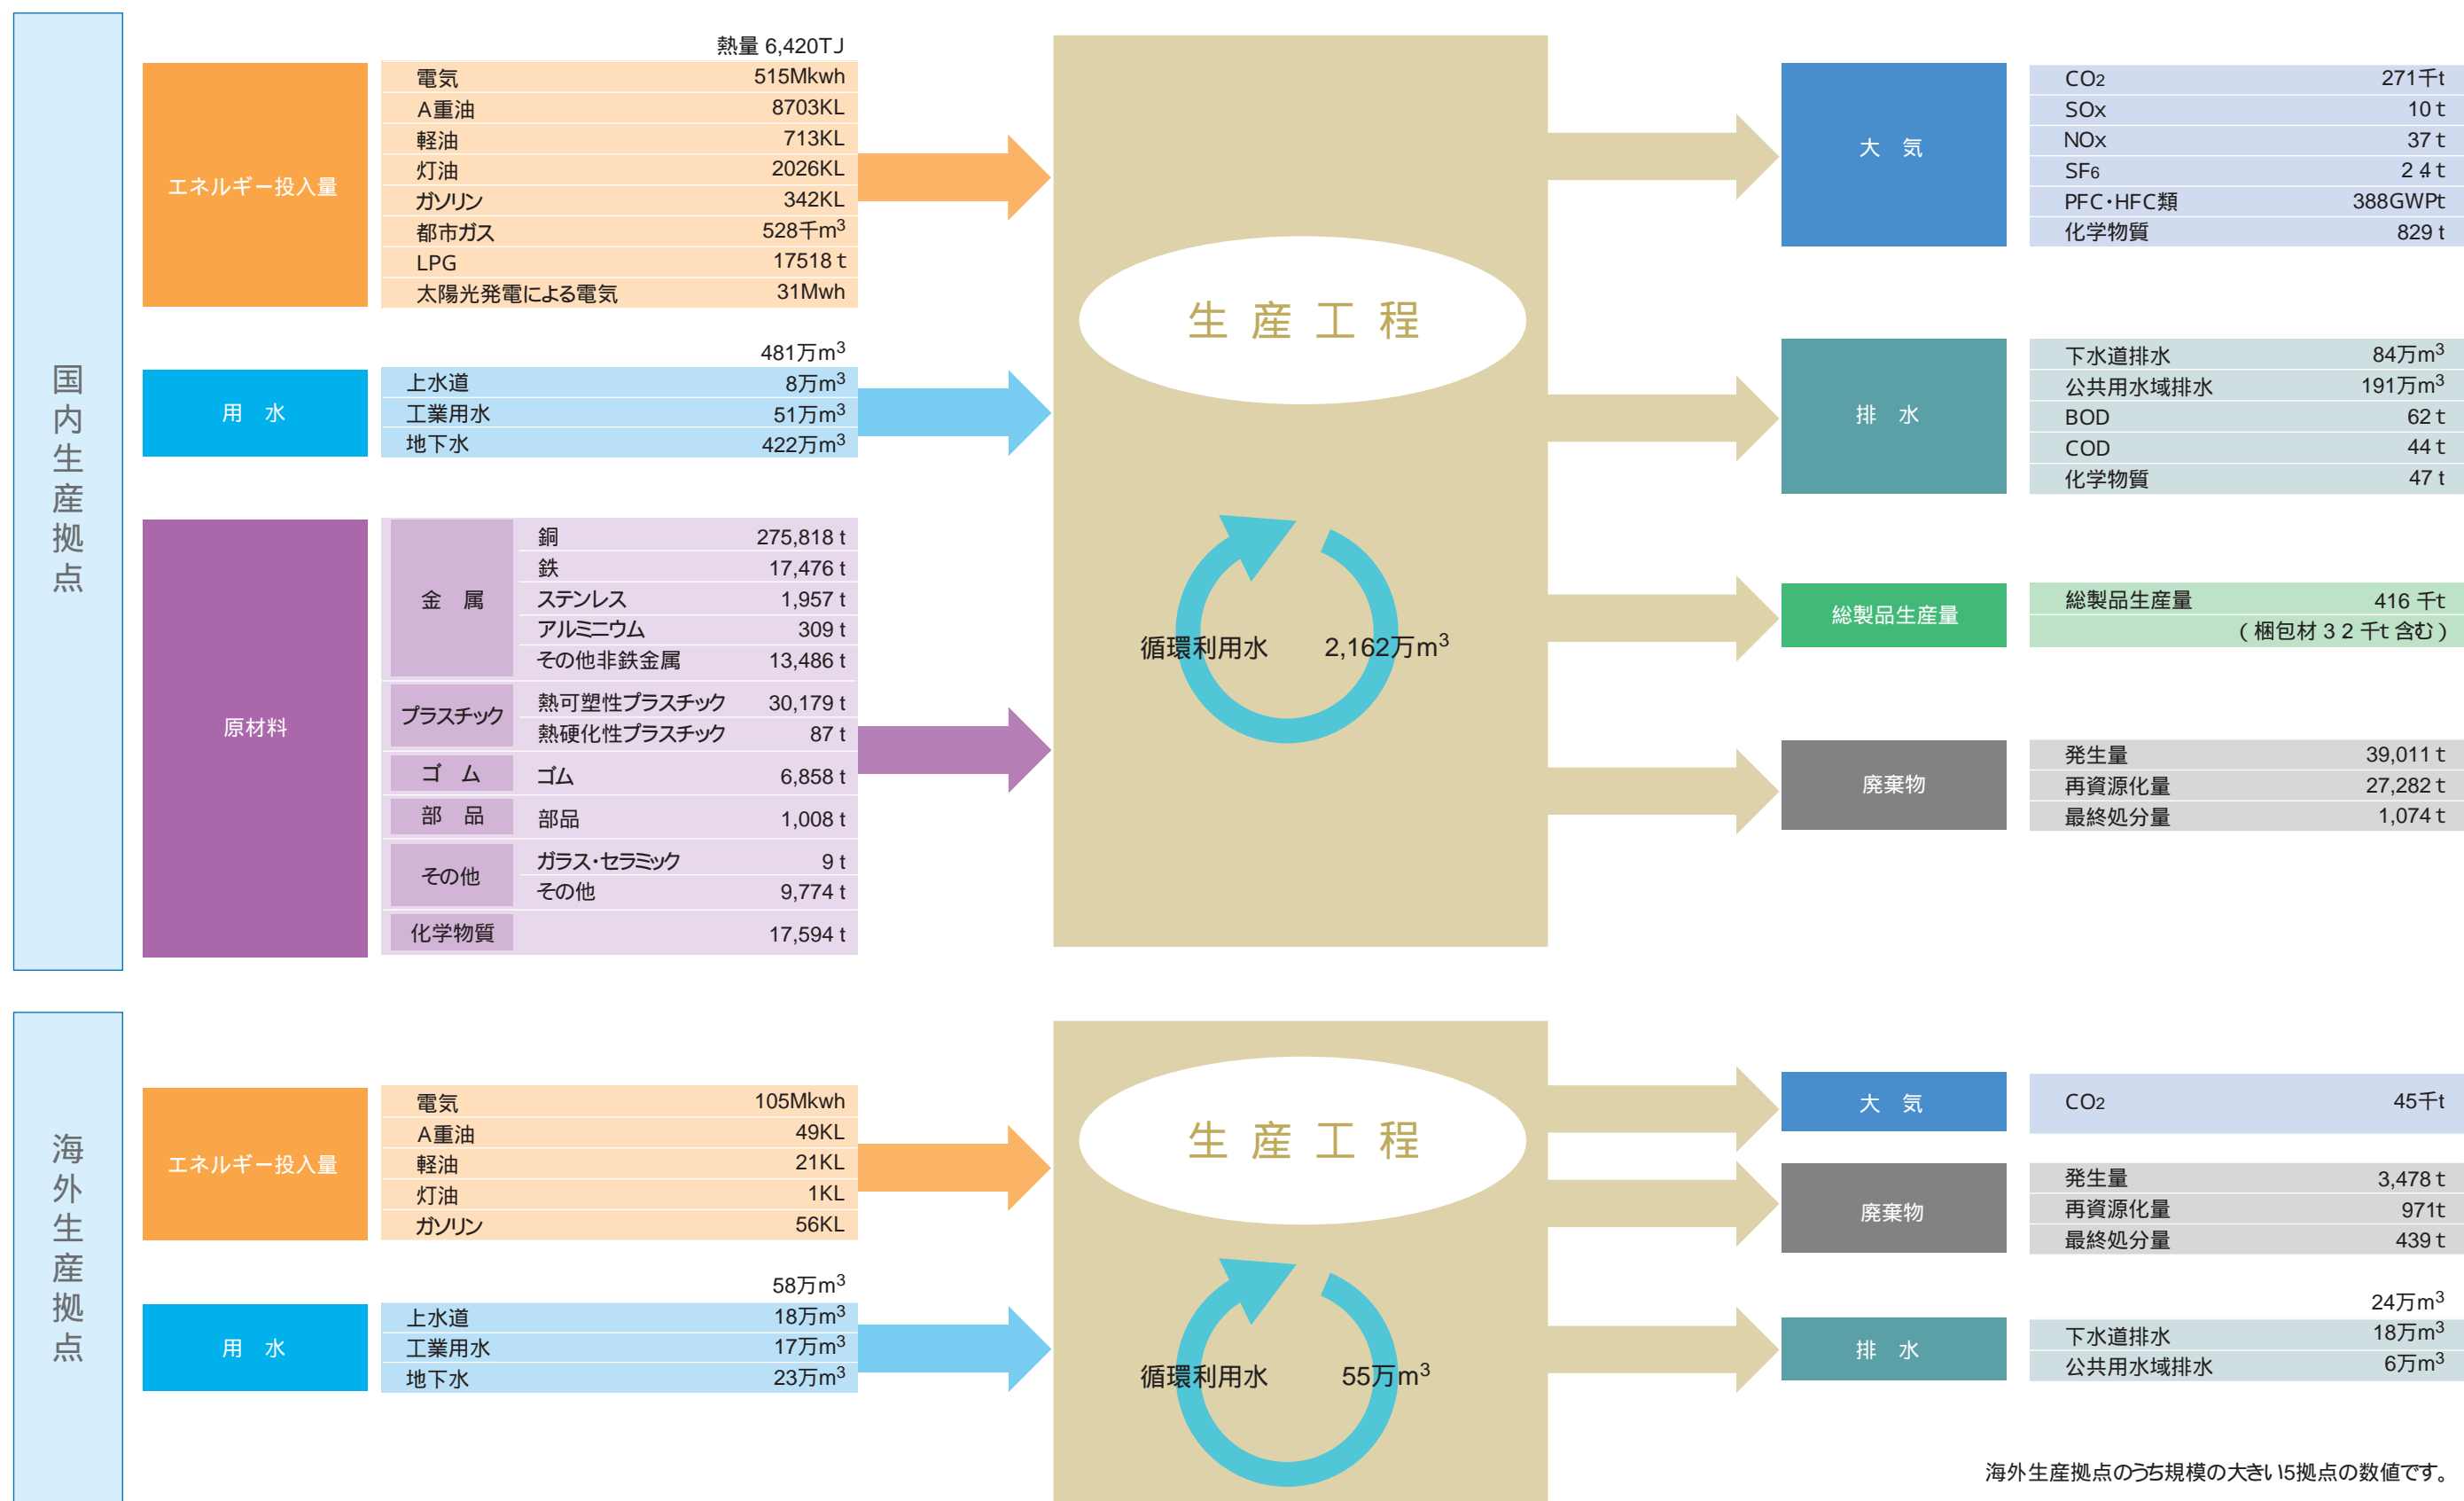 国内生産拠点
熱量 6,420TJ
エネルギー投入量
電気 515Mkwh
A重油 8703KL
軽油 713KL
灯油 2026KL
ガソリン 342KL
都市ガス 528千m³
LPG 17518 t
太陽光発電による電気 31Mwh
481万m³
用 水
上水道 8万m³
工業用水 51万m³
地下水 422万m³
原材料
金 属
銅 275,818 t
鉄 17,476 t
ステンレス 1,957 t
アルミニウム 309 t
その他非鉄金属 13,486 t
プラスチック
熱可塑性プラスチック 30,179 t
熱硬化性プラスチック 87 t
ゴ ム ゴム 6,858 t
部 品 部品 1,008 t
その他
ガラス・セラミック 9 t
その他 9,774 t
化学物質 17,594 t
生産工程
循環利用水 2,162万m³
大 気
CO2 271千t
SOx 10 t
NOx 37 t
SF6 2.4 t
PFC・HFC類 388GWPt
化学物質 829 t
排 水
下水道排水 84万m³
公共用水域排水 191万m³
BOD 62 t
COD 44 t
化学物質 47 t
総製品生産量
総製品生産量 416 千t
(梱包材 3 2 千t 含む)
廃棄物
発生量 39,011 t
再資源化量 27,282 t
最終処分量 1,074 t
海外生産拠点
エネルギー投入量
電気 105Mkwh
A重油 49KL
軽油 21KL
灯油 1KL
ガソリン 56KL
58万m³
用 水
上水道 18万m³
工業用水 17万m³
地下水 23万m³
生産工程
循環利用水 55万m³
大 気
CO2 45千t
廃棄物
発生量 3,478 t
再資源化量 971t
最終処分量 439 t
24万m³
排 水
下水道排水 18万m³
公共用水域排水 6万m³
海外生産拠点のうち規模の大きい5拠点の数値です。